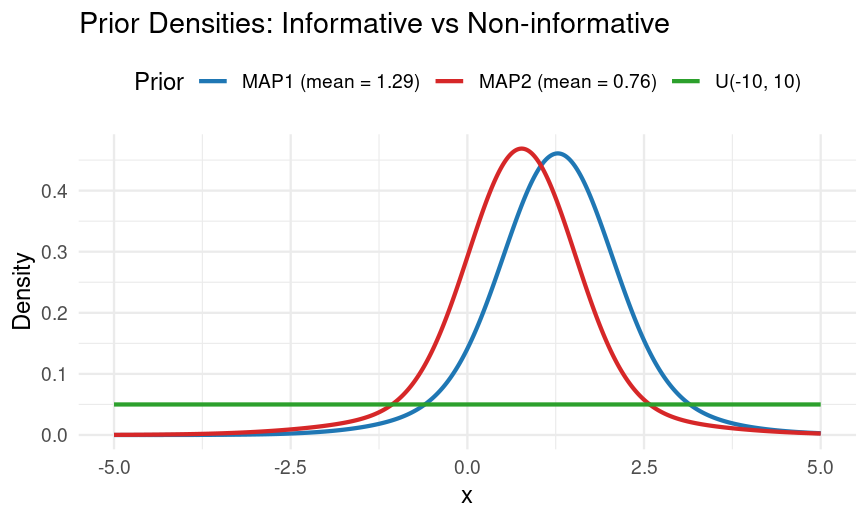 Prior Densities: Informative vs Non-informative
Prior MAP1 (mean = 1.29) MAP2 (mean = 0.76) U(-10, 10)
0.4
0.3
0.2
0.1
0.0
Density
-5.0 -2.5 0.0 2.5 5.0
x